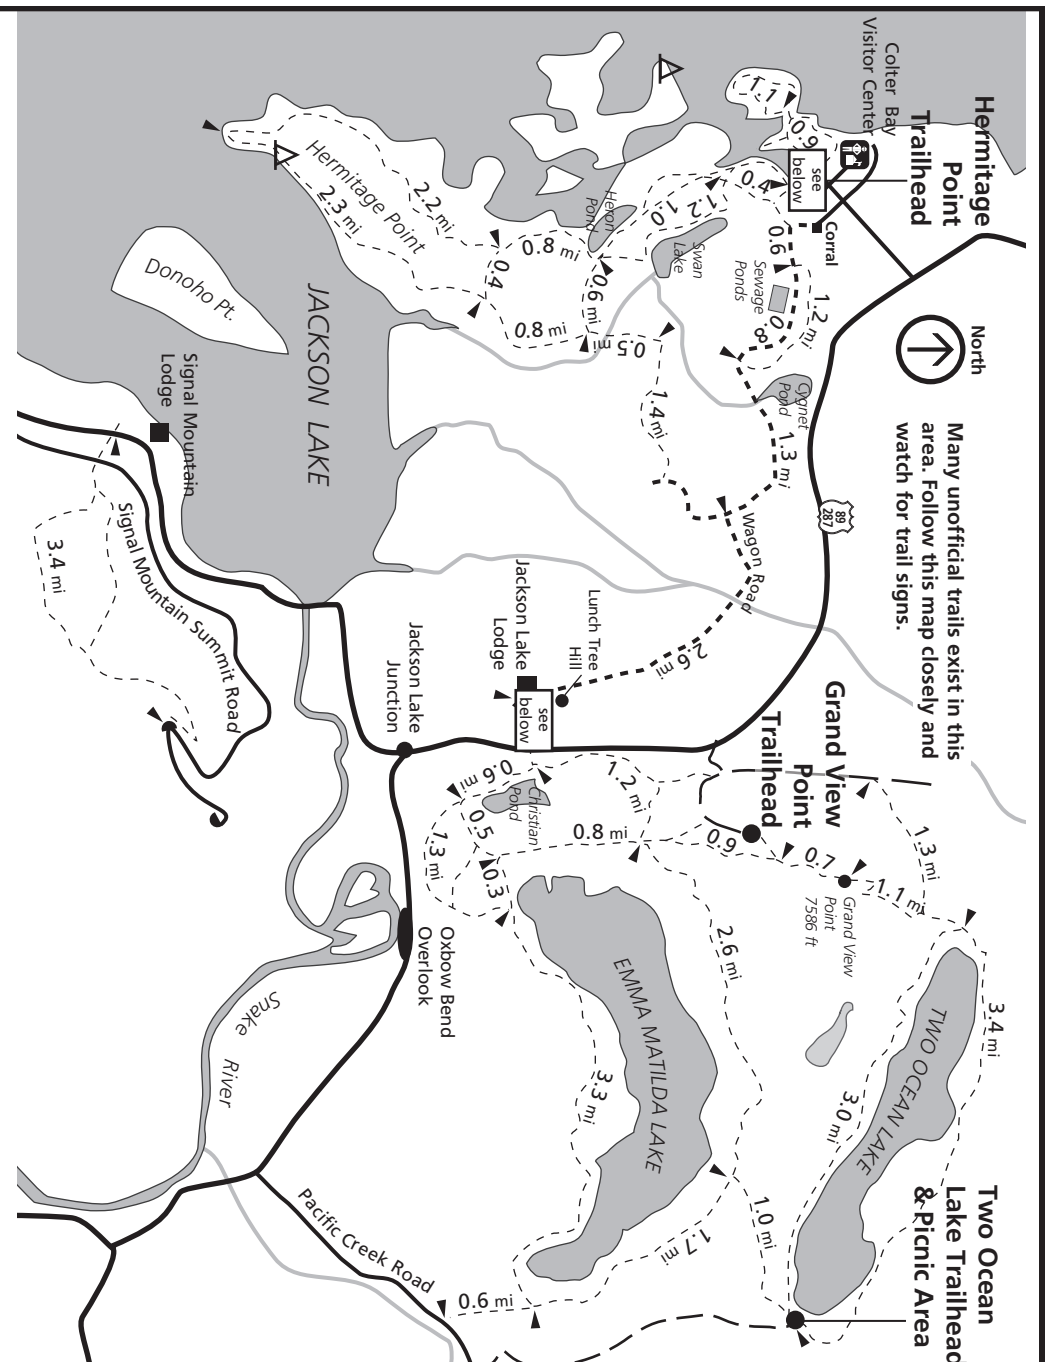 Hermitage
Point
Trailhead
Colter Bay
Visitor Center
North
Many unofficial trails exist in this
area. Follow this map closely and
watch for trail signs.
Grand View
Point
Trailhead
Two Ocean
Lake Trailhead
& Picnic Area
1.1
0.9
see
below
0.4
Corral
0.6
1.2 mi
Sewage
Ponds
0.8
Swan
Lake
Heron
Pond
1.2
1.0
Cygnet
Pond
1.3 mi
89
287
Wagon Road
1.4 mi
0.5 mi
0.6 mi
0.8 mi
0.8 mi
0.4
2.2 mi
Hermitage Point
2.3 mi
Donoho Pt.
JACKSON LAKE
Signal Mountain
Lodge
Signal Mountain Summit Road
3.4 mi
Jackson Lake
Junction
Jackson Lake
Lodge
Lunch Tree
Hill
2.6 mi
see
below
Christian
Pond
0.6 mi
0.5
1.3 mi
0.3
0.8 mi
1.2 mi
0.9
0.7
1.1 mi
1.3 mi
Grand View
Point
7586 ft
2.6 mi
3.4 mi
TWO OCEAN LAKE
3.0 mi
EMMA MATILDA LAKE
3.3 mi
1.0 mi
1.7 mi
0.6 mi
Oxbow Bend
Overlook
Snake
River
Pacific Creek Road